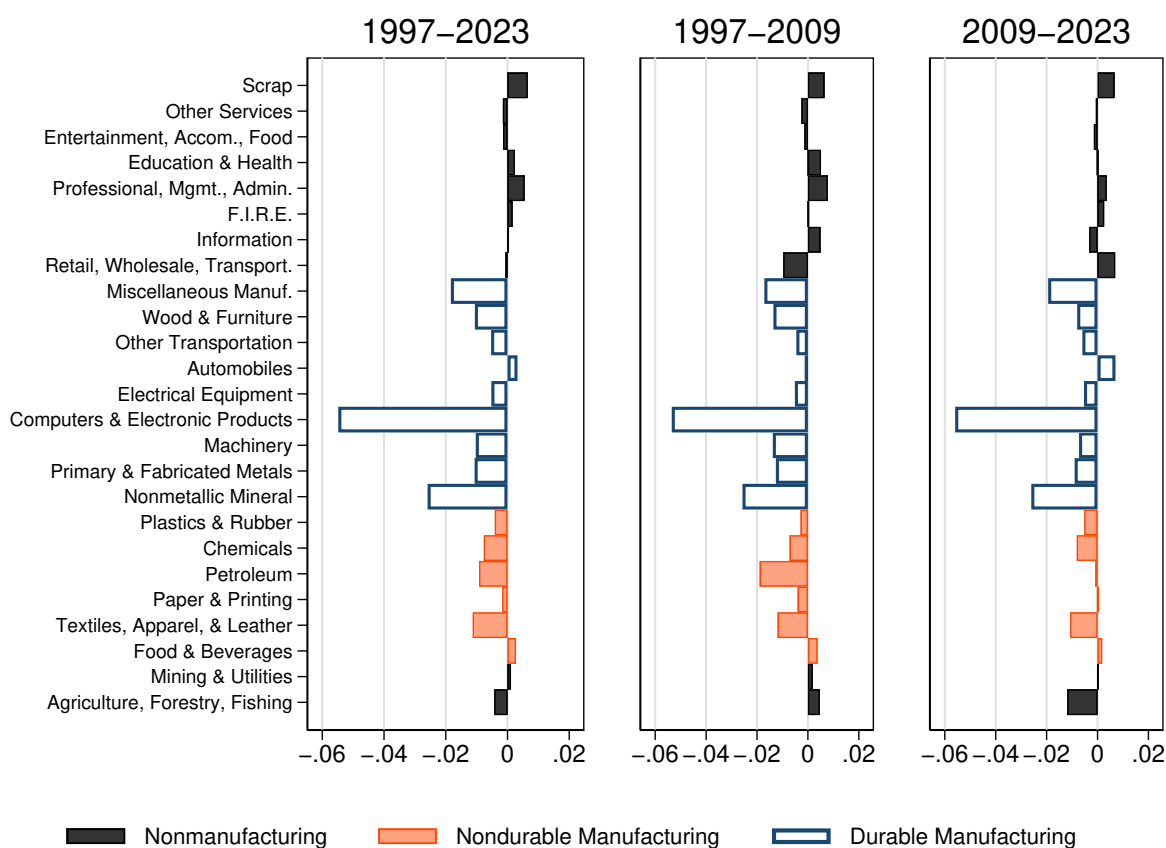 1997−2023
1997−2009
2009−2023
Scrap
Other Services
Entertainment, Accom., Food
Education & Health
Professional, Mgmt., Admin.
F.I.R.E.
Information
Retail, Wholesale, Transport.
Miscellaneous Manuf.
Wood & Furniture
Other Transportation
Automobiles
Electrical Equipment
Computers & Electronic Products
Machinery
Primary & Fabricated Metals
Nonmetallic Mineral
Plastics & Rubber
Chemicals
Petroleum
Paper & Printing
Textiles, Apparel, & Leather
Food & Beverages
Mining & Utilities
Agriculture, Forestry, Fishing
−.06 −.04 −.02 0 .02
−.06 −.04 −.02 0 .02
−.06 −.04 −.02 0 .02
Nonmanufacturing
Nondurable Manufacturing
Durable Manufacturing